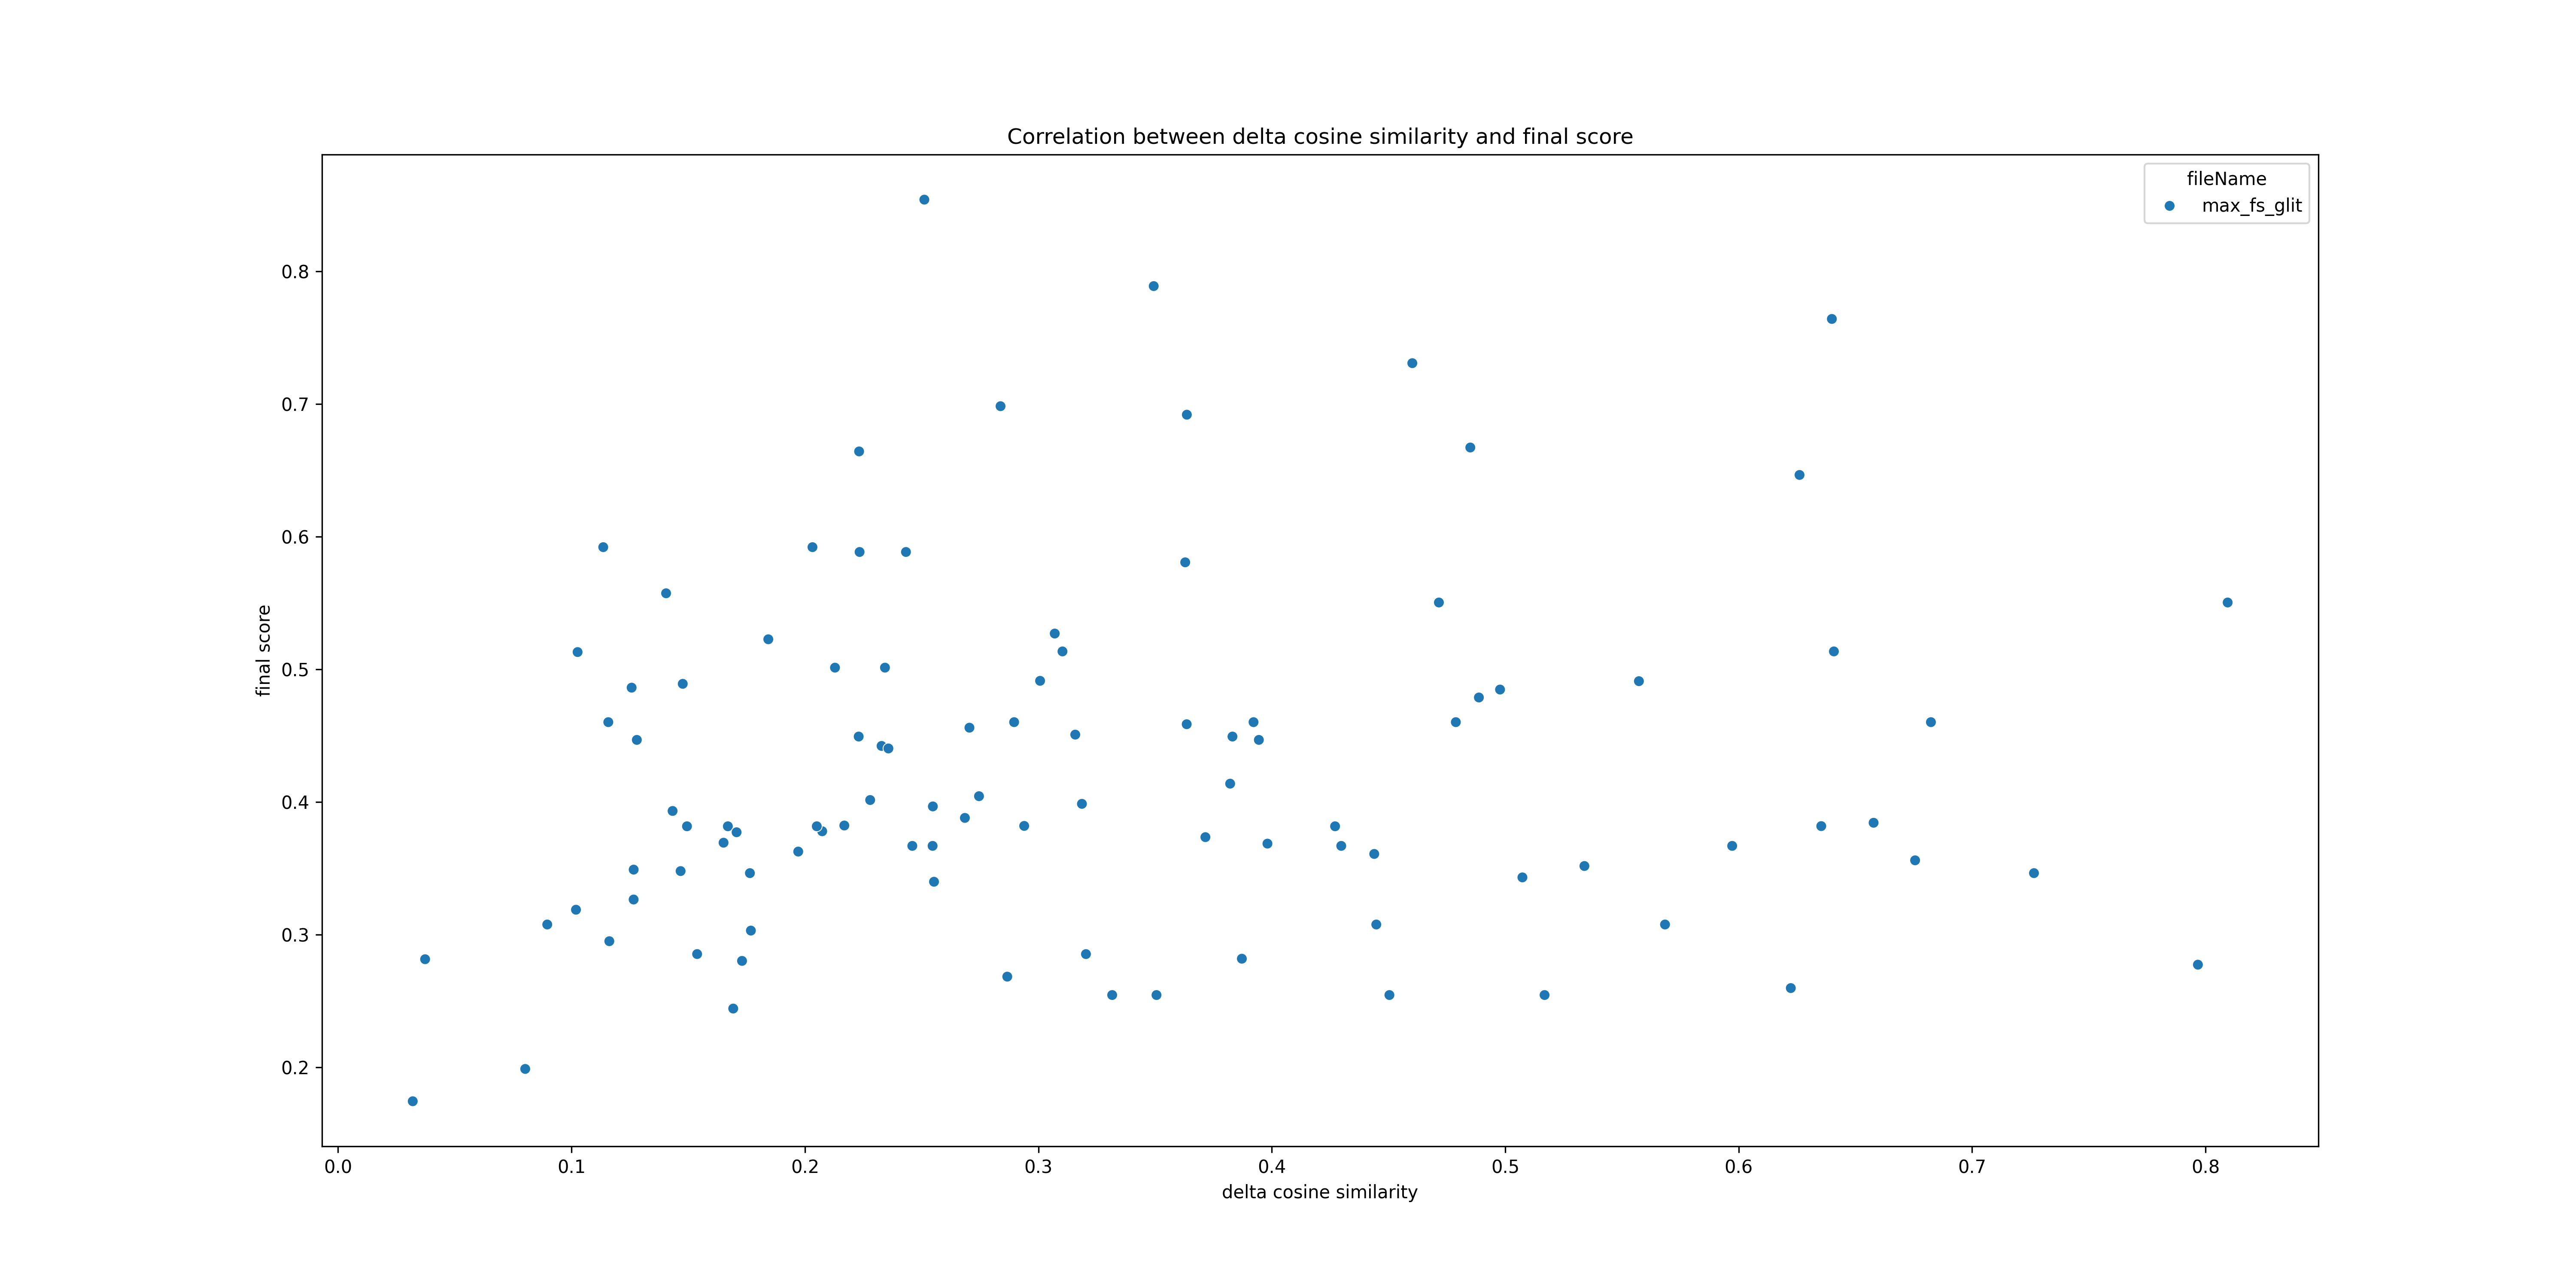 Correlation between delta cosine similarity and final score
fileName
max_fs_glit
0.8
0.7
0.6
0.5
0.4
0.3
0.2
final score
0.0 0.1 0.2 0.3 0.4 0.5 0.6 0.7 0.8
delta cosine similarity